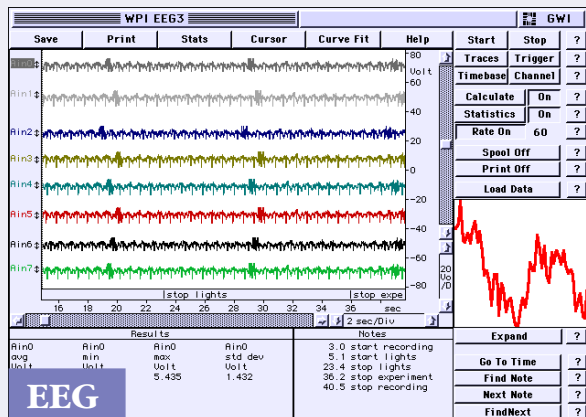 WPI EEG3
GWI
Save Print Stats Cursor Curve Fit Help
Start Stop ?
Traces Trigger ?
Timebase Channel ?
Calculate On ?
Statistics On ?
Rate On 60 ?
Spool Off ?
Print Off ?
Load Data ?
Ain0
Ain1
Ain2
Ain3
Ain4
Ain5
Ain6
Ain7
80
Volt
60
40
20
0
-20
-40
-60
-80
20
Vo
/D
stop lights
stop expe
16 18 20 22 24 26 28 30 32 34 36 sec
2 sec/Div
Results
Ain0 Ain0 Ain0 Ain0
avg min max std dev
Volt Volt Volt Volt
5.435 1.432
EEG
Notes
3.0 start recording
5.1 start lights
23.4 stop lights
36.2 stop experiment
40.5 stop recording
Expand ?
Go To Time ?
Find Note ?
Next Note ?
FindNext ?